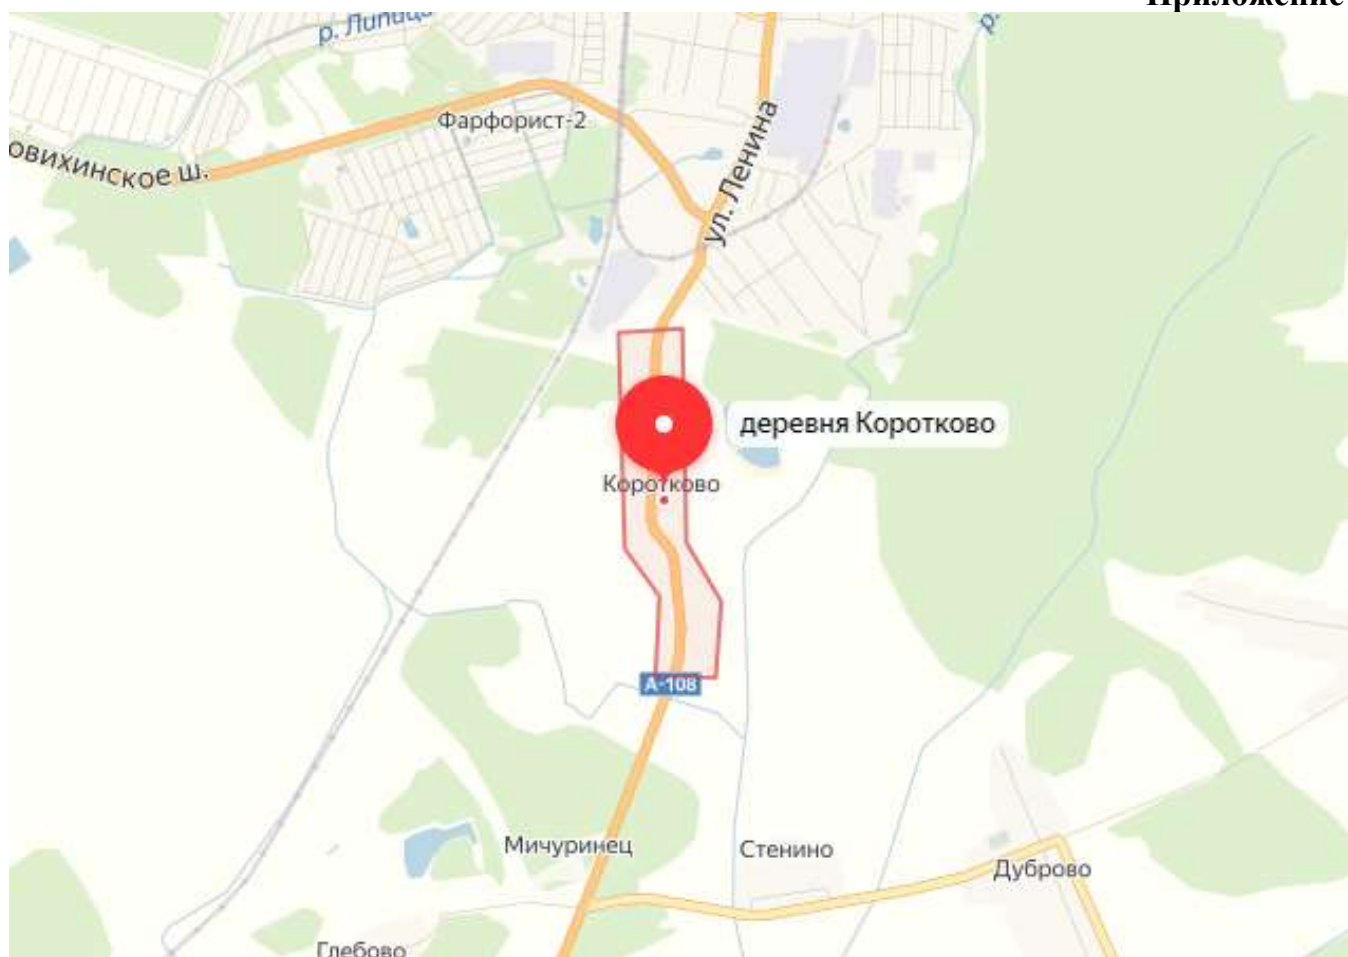 Приложение
р. Липица
р.
Фарфорист-2
овихинское ш.
ул. Ленина
деревня Коротково
Коротково
А-108
Мичуринец
Стенино
Дуброво
Глебово